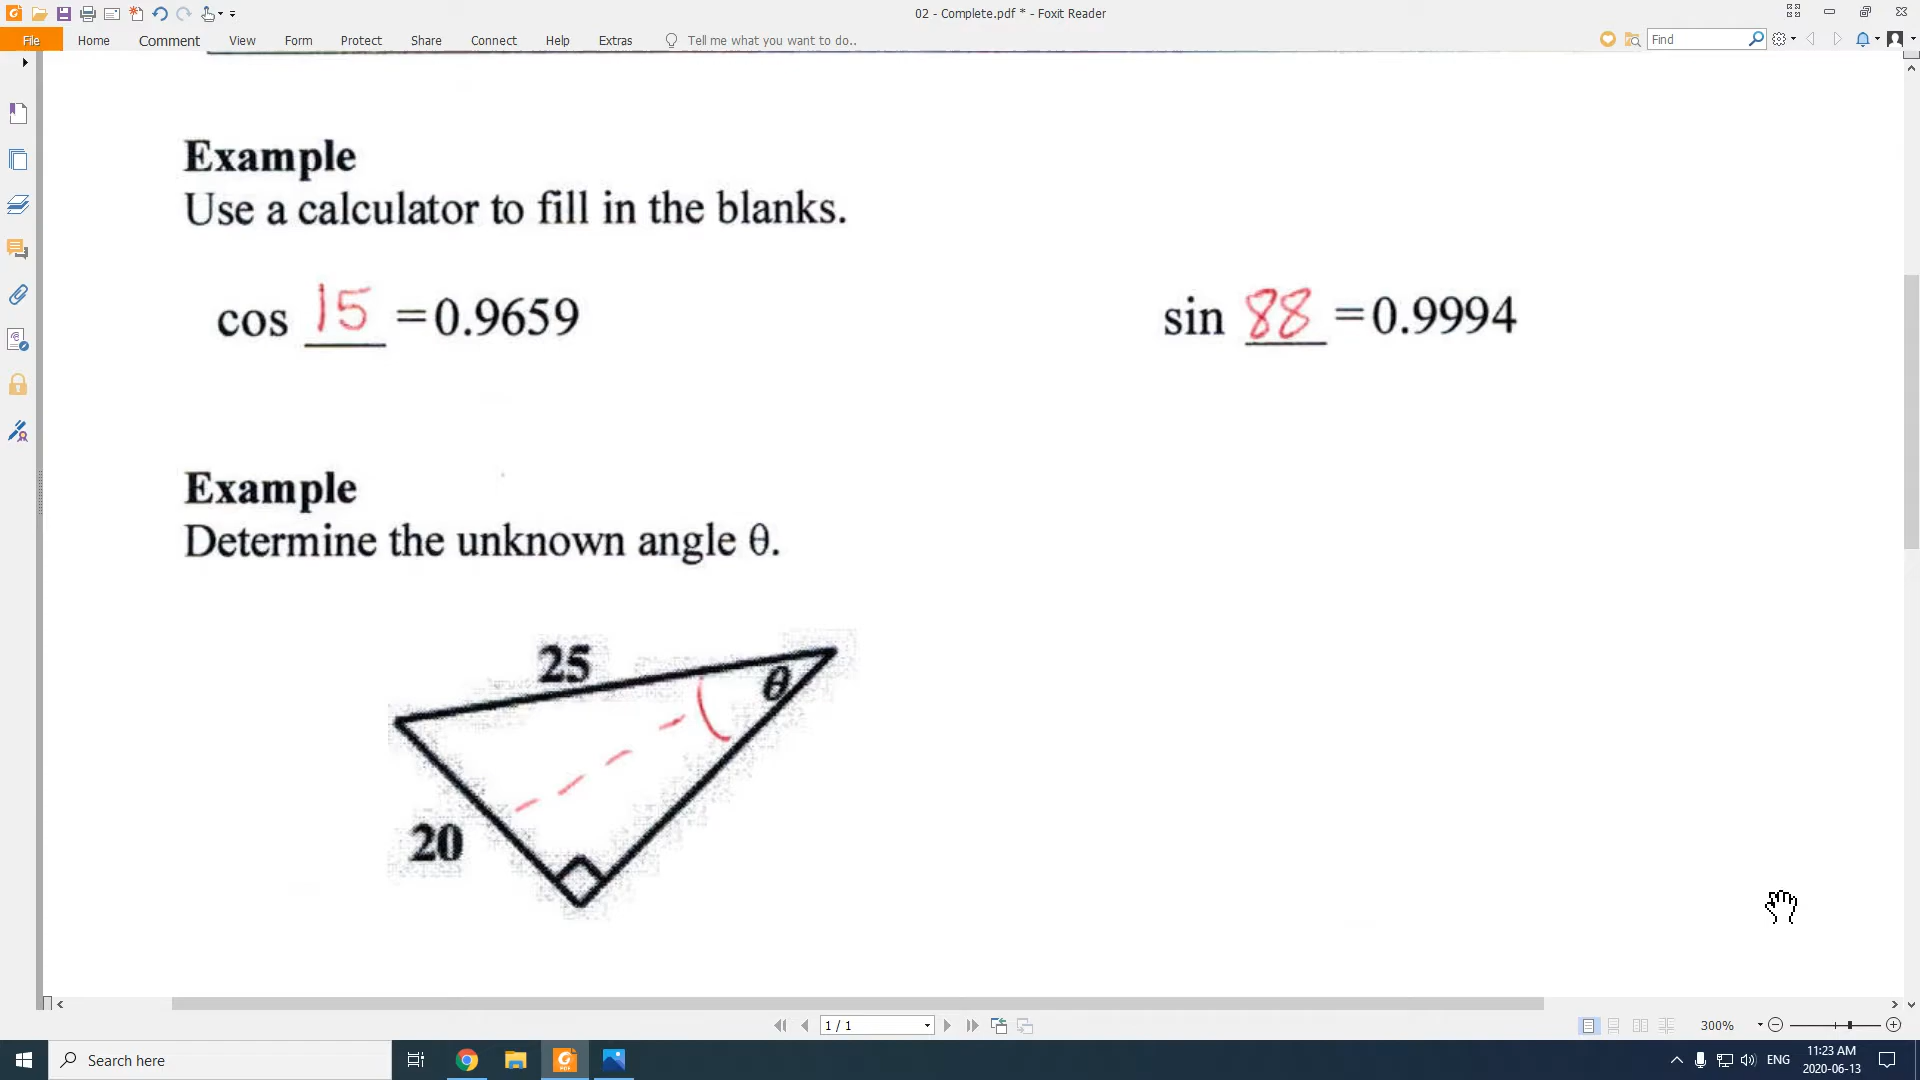 02 - Complete.pdf * - Foxit Reader
File Home Comment View Form Protect Share Connect Help Extras Tell me what you want to do.. Find
Example
Use a calculator to fill in the blanks.
cos 15 =0.9659
sin 88 =0.9994
Example
Determine the unknown angle θ.
25
θ
20
1 / 1
300%
Search here
ENG
11:23 AM
2020-06-13